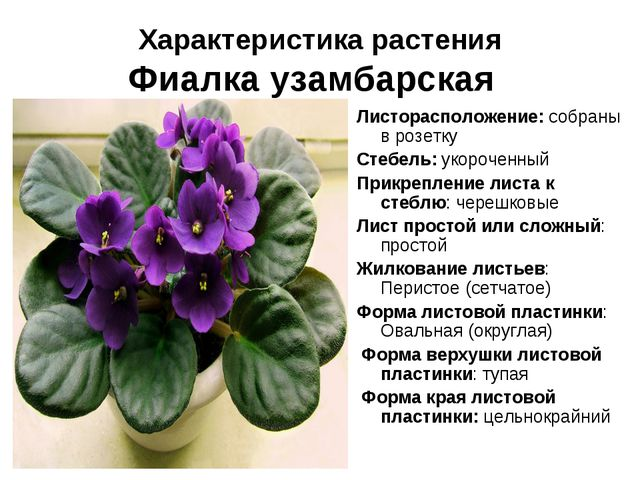 Характеристика растения
Фиалка узамбарская
Листорасположение: собраны
в розетку
Стебель: укороченный
Прикрепление листа к
стеблю: черешковые
Лист простой или сложный:
простой
Жилкование листьев:
Перистое (сетчатое)
Форма листовой пластинки:
Овальная (округлая)
Форма верхушки листовой
пластинки: тупая
Форма края листовой
пластинки: цельнокрайний